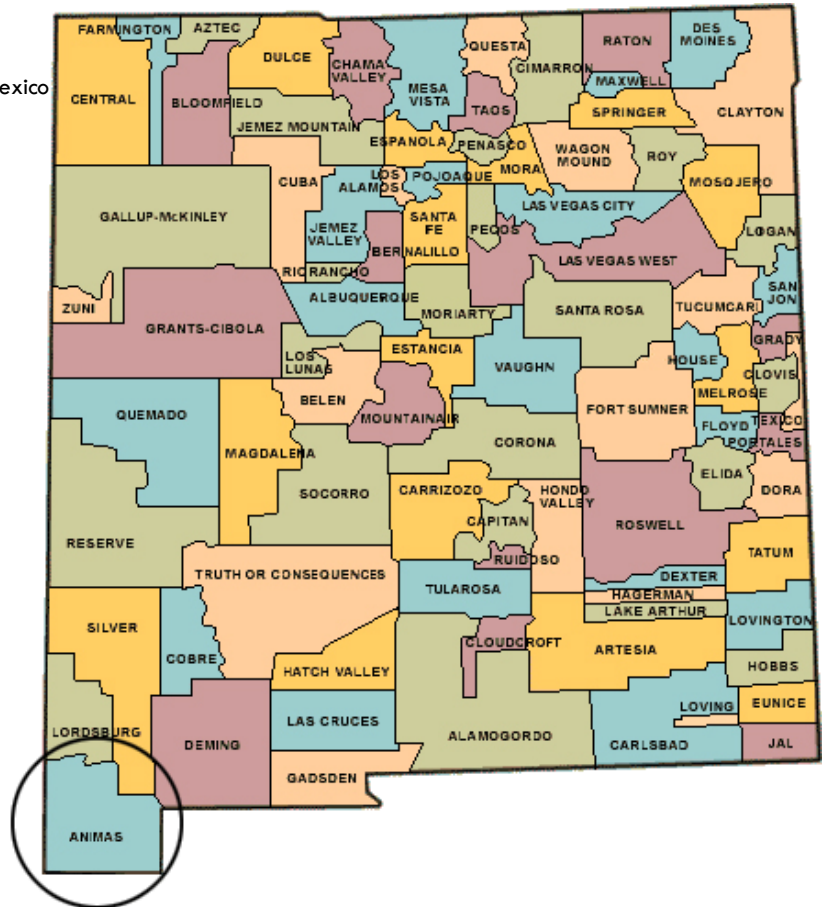 FARMINGTON
AZTEC
DULCE
CHAMA
VALLEY
MESA
VISTA
QUESTA
CIMARRON
RATON
DES
MOINES
exico
CENTRAL
BLOOMFIELD
TAOS
MAXWELL
SPRINGER
CLAYTON
JEMEZ MOUNTAIN
ESPANOLA
PENASCO
MORA
WAGON
MOUND
ROY
MOSQJERO
CUBA
LOS
ALAMOS
POJOAQUE
GALLUP-McKINLEY
JEMEZ
VALLEY
SANTA
FE
PECOS
LAS VEGAS CITY
LOGAN
BERNALILLO
RIO RANCHO
LAS VEGAS WEST
ZUNI
ALBUQUERQUE
MORIARTY
SANTA ROSA
TUCUMCARI
SAN
JON
GRANTS-CIBOLA
LOS
LUNAS
ESTANCIA
VAUGHN
HOUSE
GRADY
CLOVIS
BELEN
MELROSE
QUEMADO
MOUNTAINAIR
FORT SUMNER
FLOYD
TEXICO
PORTALES
MAGDALENA
CORONA
ELIDA
DORA
SOCORRO
CARRIZOZO
HONDO
VALLEY
CAPITAN
ROSWELL
RESERVE
RUIDOSO
TATUM
TRUTH OR CONSEQUENCES
TULAROSA
DEXTER
HAGERMAN
LAKE ARTHUR
LOVINGTON
SILVER
COBRE
CLOUDCROFT
ARTESIA
HATCH VALLEY
HOBBS
LORDSBURG
LAS CRUCES
LOVING
EUNICE
DEMING
ALAMOGORDO
CARLSBAD
JAL
GADSDEN
ANIMAS